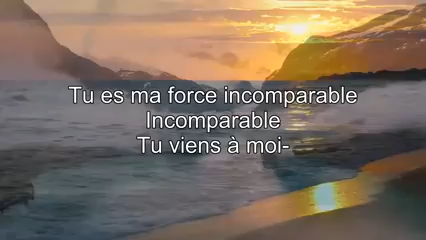 Tu es ma force incomparable
Incomparable
Tu viens à moi-